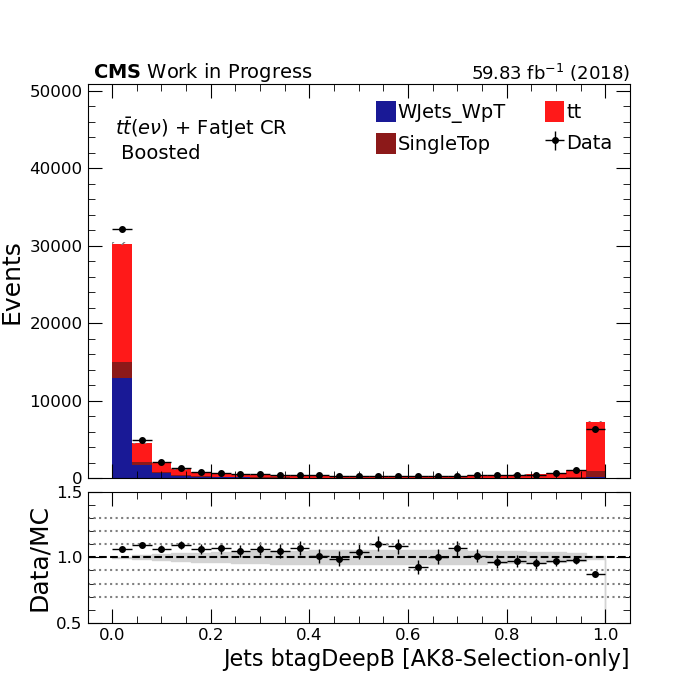 CMS Work in Progress
59.83 fb⁻¹ (2018)
50000
40000
30000
20000
10000
0
Events
tt̄(eν) + FatJet CR
Boosted
WJets_WpT
tt
SingleTop
Data
1.5
1.0
0.5
Data/MC
0.0 0.2 0.4 0.6 0.8 1.0
Jets btagDeepB [AK8-Selection-only]